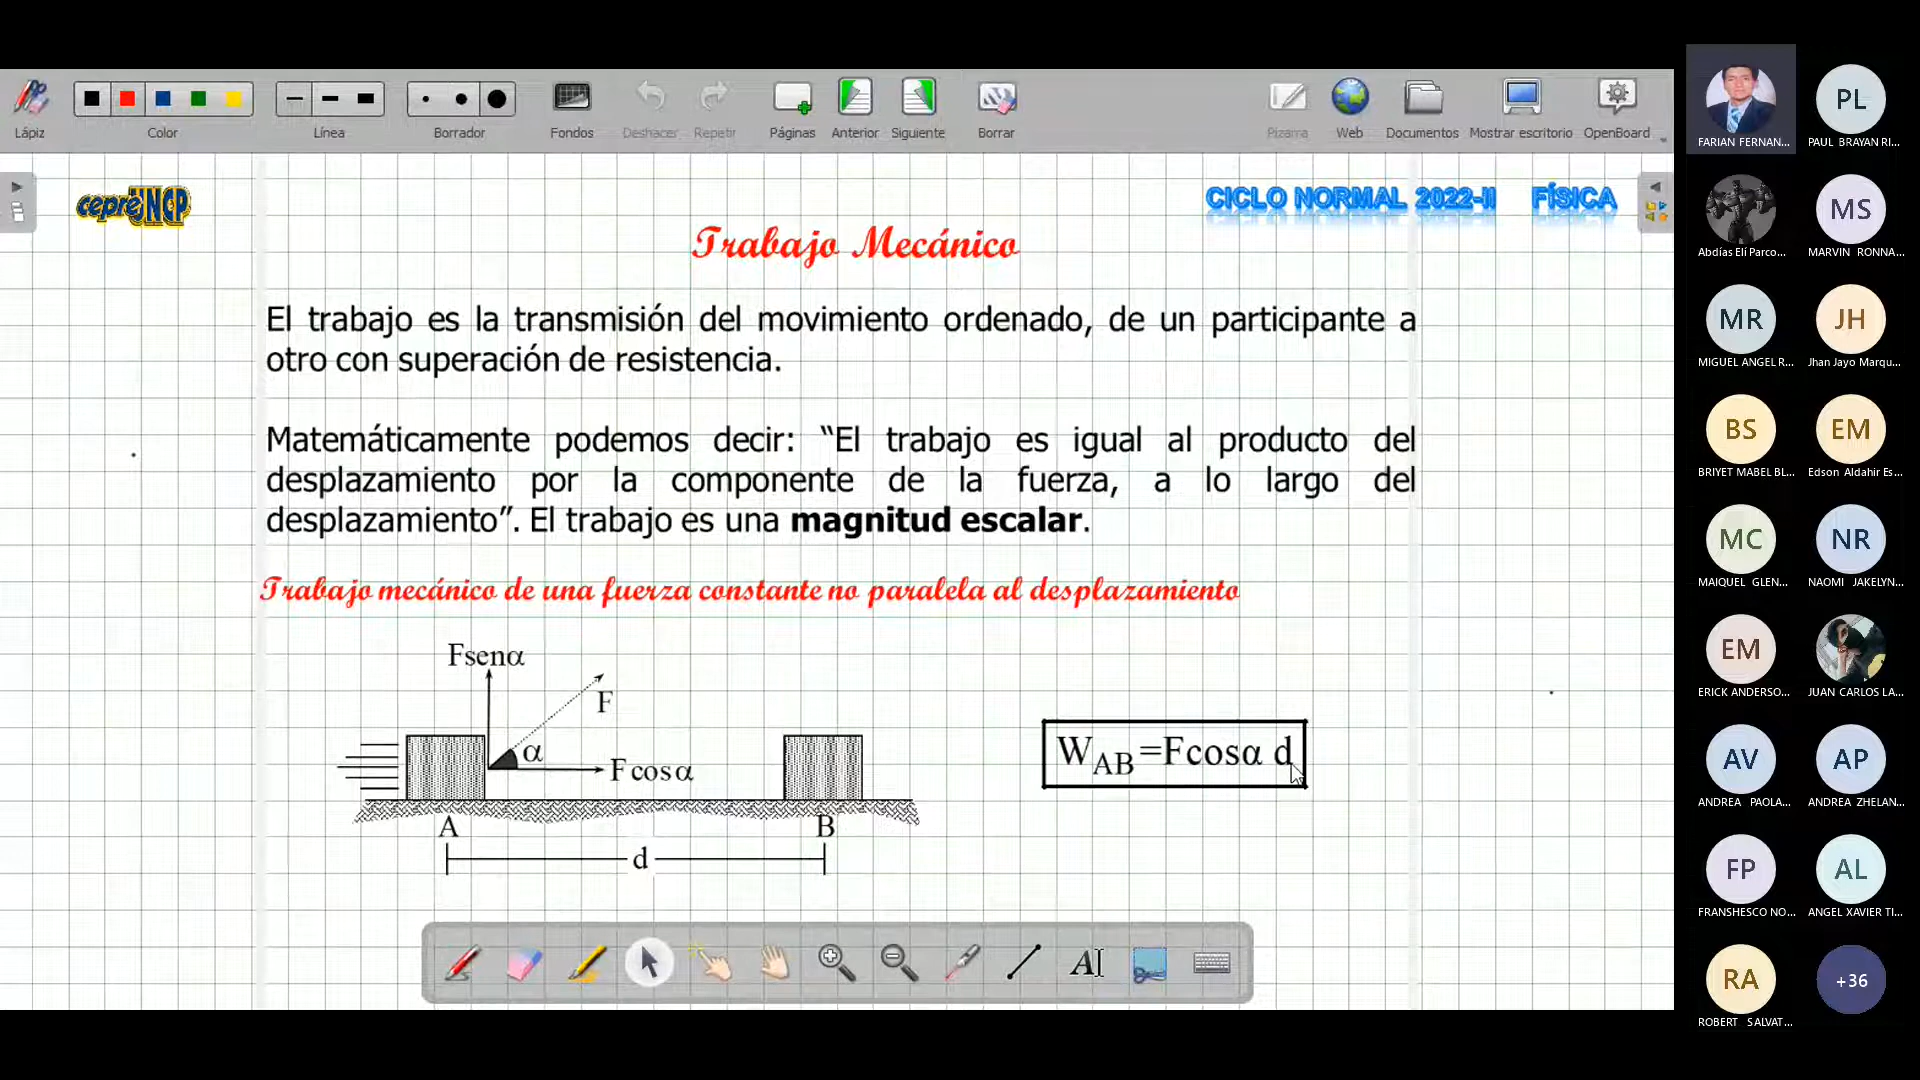 Lápiz
Color
Línea
Borrador
Fondos
Deshacer
Repetir
Páginas
Anterior
Siguiente
Borrar
Pizarra
Web
Documentos
Mostrar escritorio
OpenBoard
cepreUNCP
CICLO NORMAL 2022-II FÍSICA
Trabajo Mecánico
El trabajo es la transmisión del movimiento ordenado, de un participante a
otro con superación de resistencia.
Matemáticamente podemos decir: “El trabajo es igual al producto del
desplazamiento por la componente de la fuerza, a lo largo del
desplazamiento”. El trabajo es una magnitud escalar.
Trabajo mecánico de una fuerza constante no paralela al desplazamiento
Fsenα
F
α
F cosα
A
B
d
W_AB=Fcosα d
FARIAN FERNAN...
PL
PAUL BRAYAN RI...
Abdías Elí Parco...
MS
MARVIN RONNA...
MR
MIGUEL ANGEL R...
JH
Jhan Jayo Marqu...
BS
BRIYET MABEL BL...
EM
Edson Aldahir Es...
MC
MAIQUEL GLEN...
NR
NAOMI JAKELYN...
EM
ERICK ANDERSO...
JUAN CARLOS LA...
AV
ANDREA PAOLA...
AP
ANDREA ZHELAN...
FP
FRANSHESCO NO...
AL
ANGEL XAVIER TI...
RA
ROBERT SALVAT...
+36